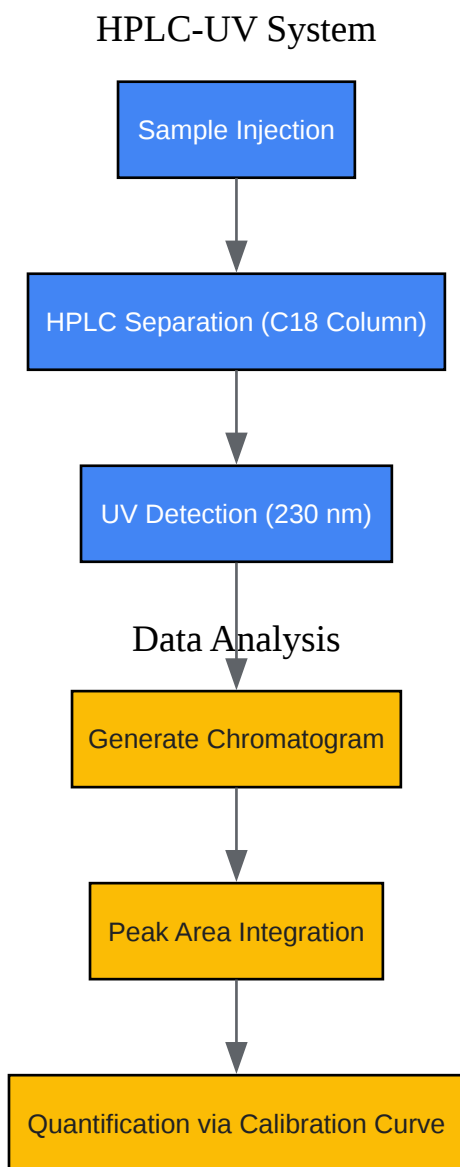 HPLC-UV System
Sample Injection
HPLC Separation (C18 Column)
UV Detection (230 nm)
Data Analysis
Generate Chromatogram
Peak Area Integration
Quantification via Calibration Curve